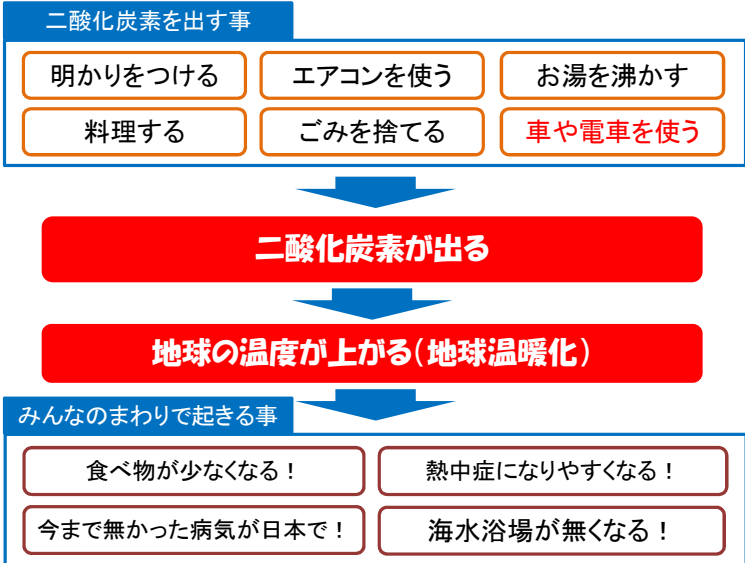 二酸化炭素を出す事
明かりをつける
エアコンを使う
お湯を沸かす
料理する
ごみを捨てる
車や電車を使う
二酸化炭素が出る
地球の温度が上がる(地球温暖化)
みんなのまわりで起きる事
食べ物が少なくなる！
熱中症になりやすくなる！
今まで無かった病気が日本で！
海水浴場が無くなる！